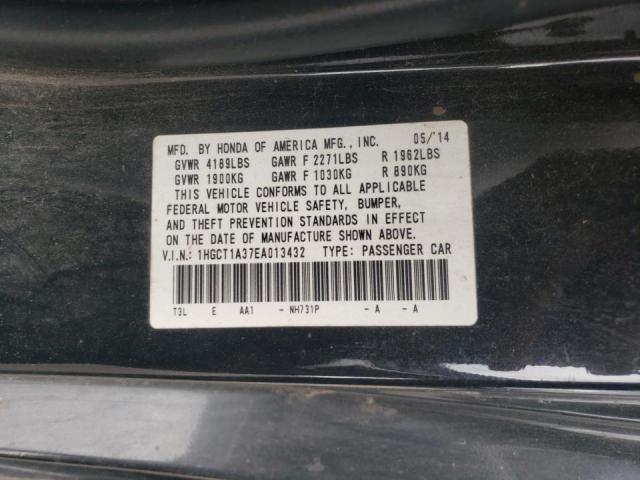 MFD. BY HONDA OF AMERICA MFG., INC. 05/'14
GVWR 4189LBS GAWR F 2271LBS R 1962LBS
GVWR 1900KG GAWR F 1030KG R 890KG
THIS VEHICLE CONFORMS TO ALL APPLICABLE
FEDERAL MOTOR VEHICLE SAFETY, BUMPER,
AND THEFT PREVENTION STANDARDS IN EFFECT
ON THE DATE OF MANUFACTURE SHOWN ABOVE.
V.I.N.: 1HGCT1A37EA013432 TYPE: PASSENGER CAR
T3L E AA1 - NH731P - A - A